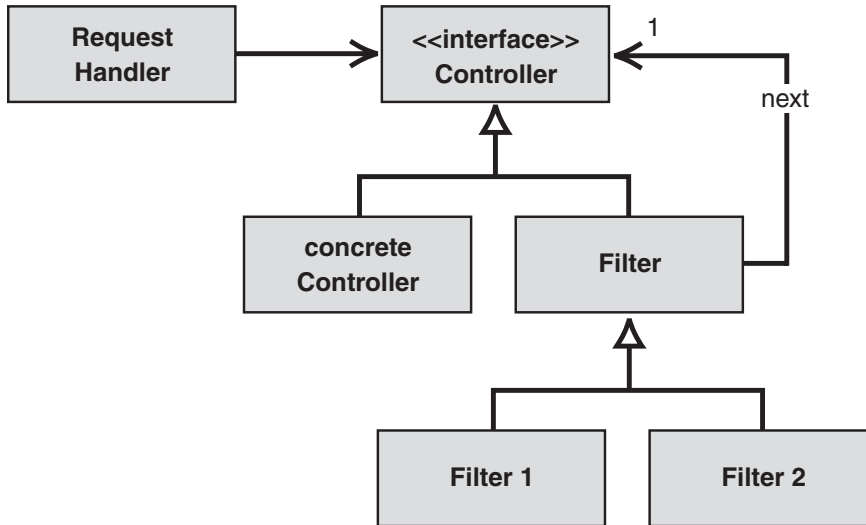 Request
Handler
<<interface>>
Controller
1
next
concrete
Controller
Filter
Filter 1
Filter 2